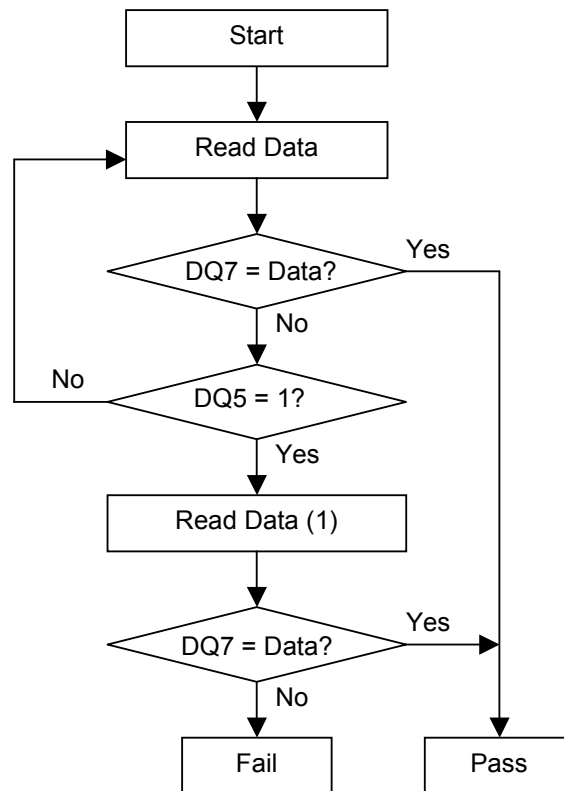 Start
Read Data
Yes
DQ7 = Data?
No
No
DQ5 = 1?
Yes
Read Data (1)
Yes
DQ7 = Data?
No
Fail
Pass